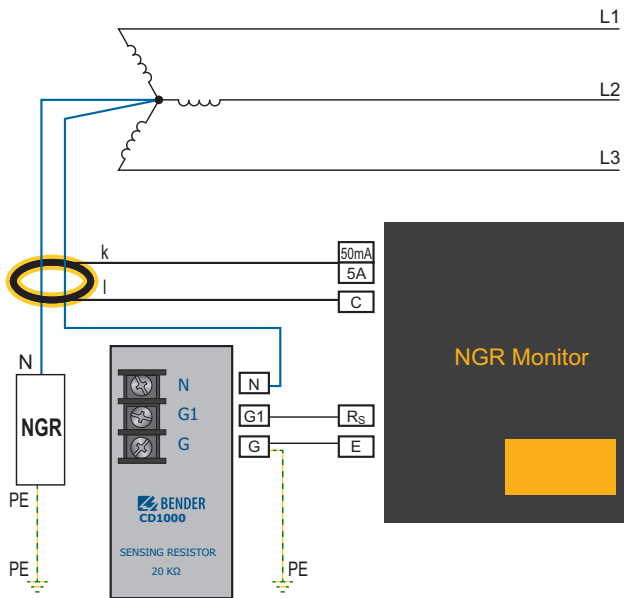 L1
L2
L3
k
50mA
5A
l
C
NGR Monitor
N
NGR
PE
PE
N
G1
G
BENDER
CD1000
SENSING RESISTOR
20 KΩ
N
G1
G
RS
E
PE